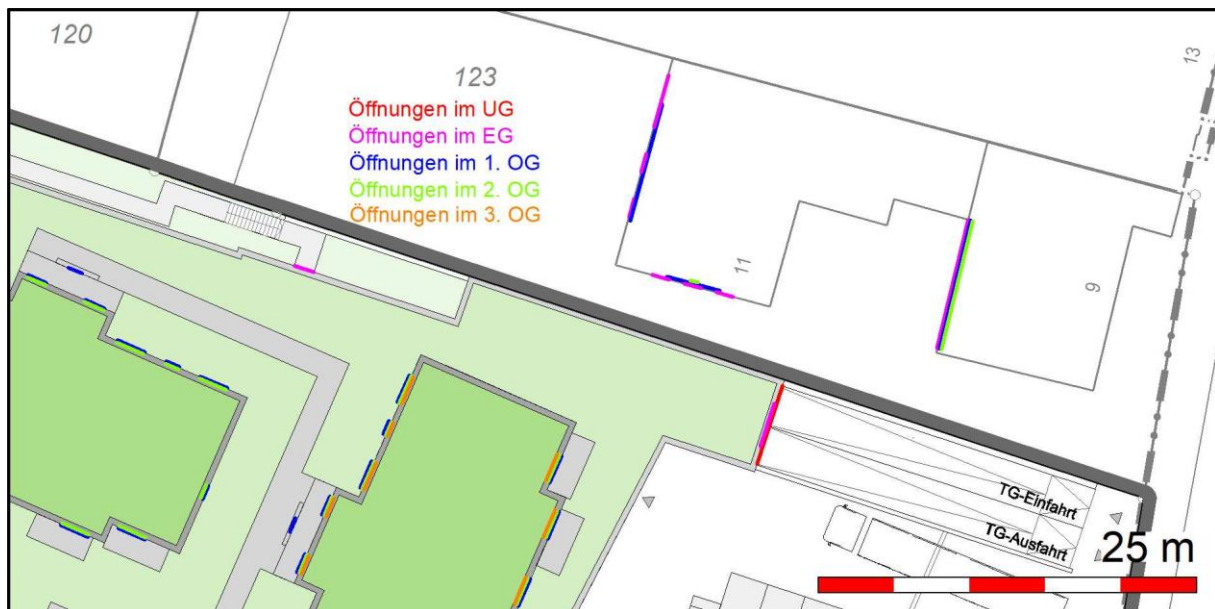 120
123
13
Öffnungen im UG
Öffnungen im EG
Öffnungen im 1. OG
Öffnungen im 2. OG
Öffnungen im 3. OG
11
9
TG-Einfahrt
TG-Ausfahrt
25 m